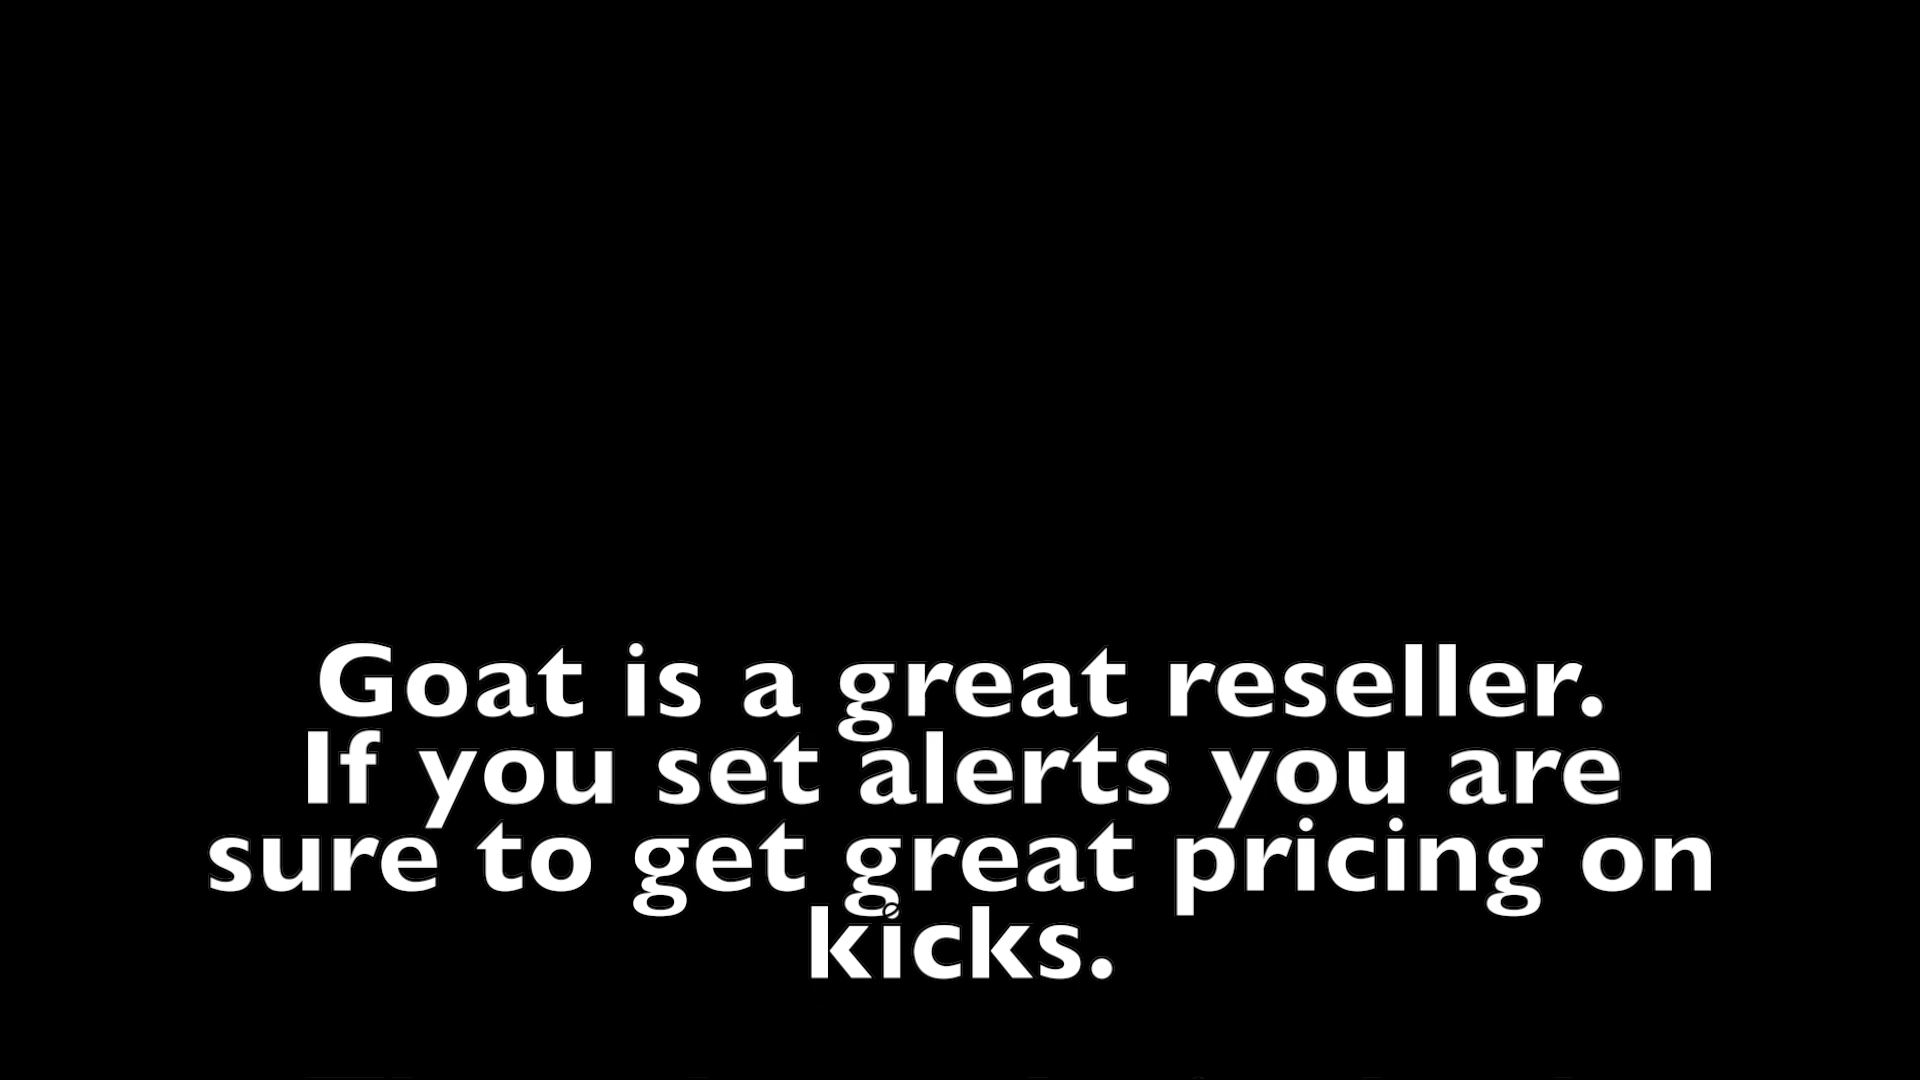 Goat is a great reseller.
If you set alerts you are
sure to get great pricing on
kicks.